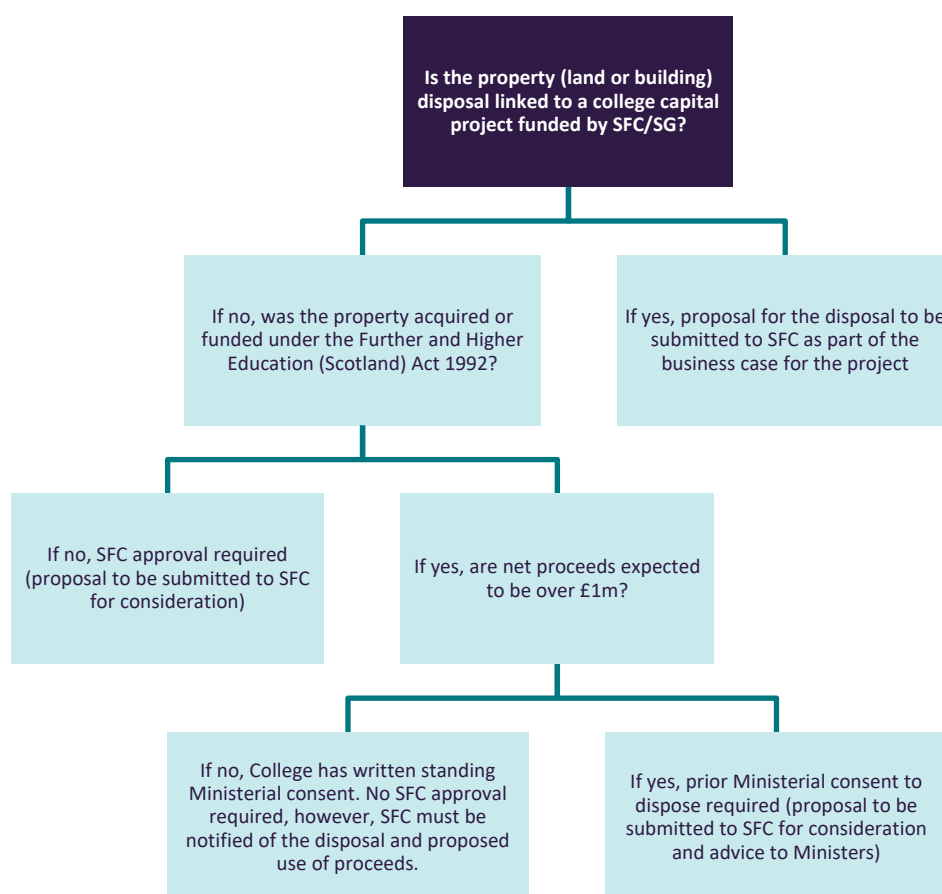 Is the property (land or building)
disposal linked to a college capital
project funded by SFC/SG?
If no, was the property acquired or
funded under the Further and Higher
Education (Scotland) Act 1992?
If yes, proposal for the disposal to be
submitted to SFC as part of the
business case for the project
If no, SFC approval required
(proposal to be submitted to SFC
for consideration)
If yes, are net proceeds expected
to be over £1m?
If no, College has written standing
Ministerial consent. No SFC approval
required, however, SFC must be
notified of the disposal and proposed
use of proceeds.
If yes, prior Ministerial consent to
dispose required (proposal to be
submitted to SFC for consideration
and advice to Ministers)